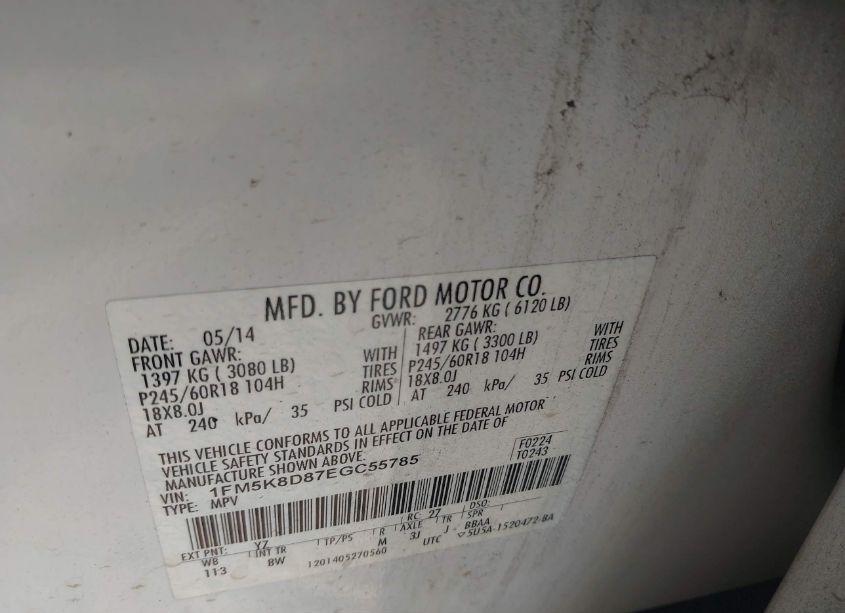 MFD. BY FORD MOTOR CO.
DATE: 05/14 GVWR: 2776 KG ( 6120 LB)
FRONT GAWR: REAR GAWR:
1397 KG ( 3080 LB) WITH 1497 KG ( 3300 LB) WITH
P245/60R18 104H TIRES P245/60R18 104H TIRES
18X8.0J RIMS 18X8.0J RIMS
AT 240 kPa/ 35 PSI COLD AT 240 kPa/ 35 PSI COLD
THIS VEHICLE CONFORMS TO ALL APPLICABLE FEDERAL MOTOR
VEHICLE SAFETY STANDARDS IN EFFECT ON THE DATE OF
MANUFACTURE SHOWN ABOVE. F0224
VIN: 1FM5K8D87EGC55785 T0243
TYPE: MPV
EXT PNT: YZ RC: 27 DSO:
WB INT TR TP/PS R AXLE TR SPR
113 BW M 3J J - BBAA
1201405270560 UTC ▽5U5A-1520472-BA